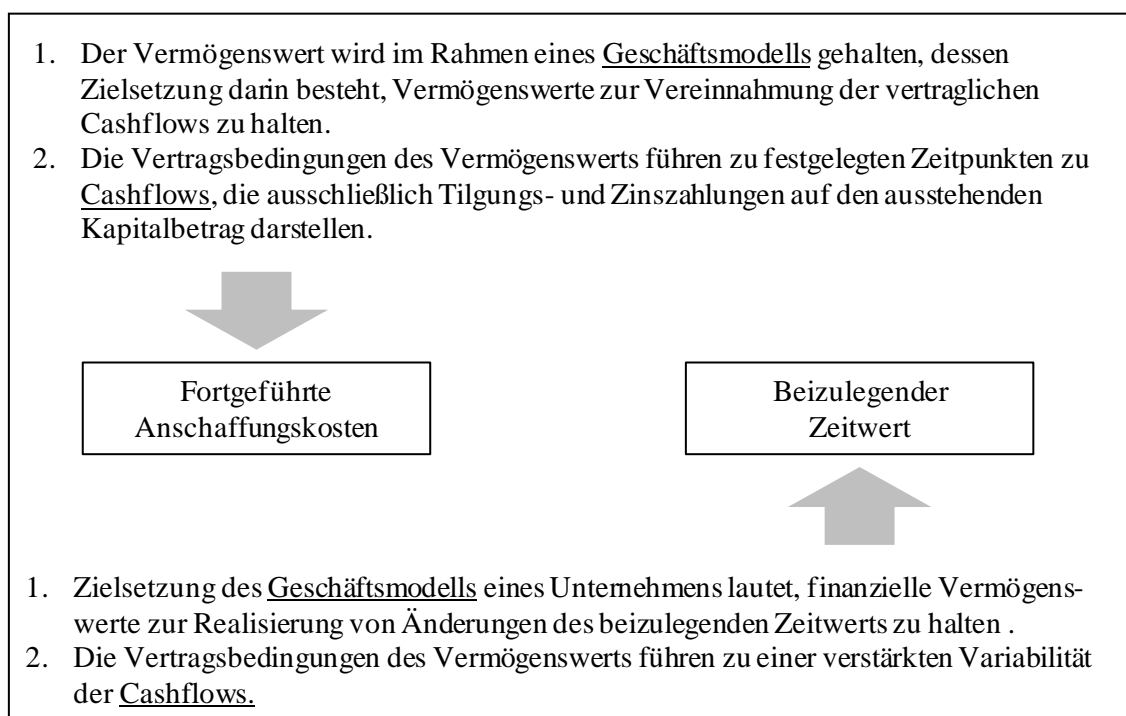 1. Der Vermögenswert wird im Rahmen eines Geschäftsmodells gehalten, dessen
Zielsetzung darin besteht, Vermögenswerte zur Vereinnahmung der vertraglichen
Cashflows zu halten.
2. Die Vertragsbedingungen des Vermögenswerts führen zu festgelegten Zeitpunkten zu
Cashflows, die ausschließlich Tilgungs- und Zinszahlungen auf den ausstehenden
Kapitalbetrag darstellen.
Fortgeführte
Anschaffungskosten
Beizulegender
Zeitwert
1. Zielsetzung des Geschäftsmodells eines Unternehmens lautet, finanzielle Vermögens-
werte zur Realisierung von Änderungen des beizulegenden Zeitwerts zu halten .
2. Die Vertragsbedingungen des Vermögenswerts führen zu einer verstärkten Variabilität
der Cashflows.